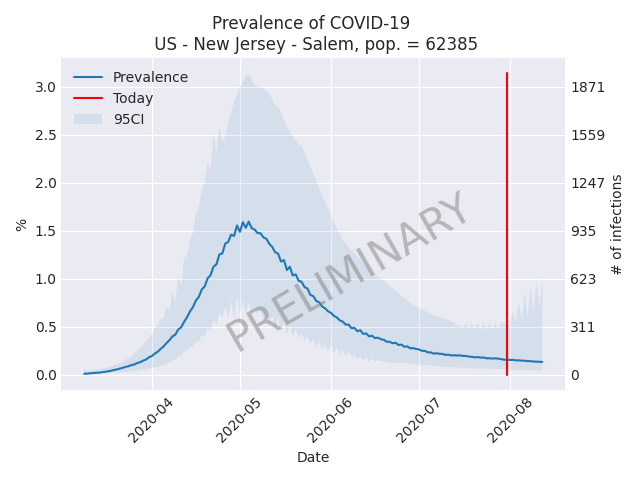 Prevalence of COVID-19
US - New Jersey - Salem, pop. = 62385
Prevalence
Today
95CI
3.0
2.5
2.0
1.5
1.0
0.5
0.0
%
1871
1559
1247
935
623
311
0
# of infections
PRELIMINARY
2020-04
2020-05
2020-06
2020-07
2020-08
Date